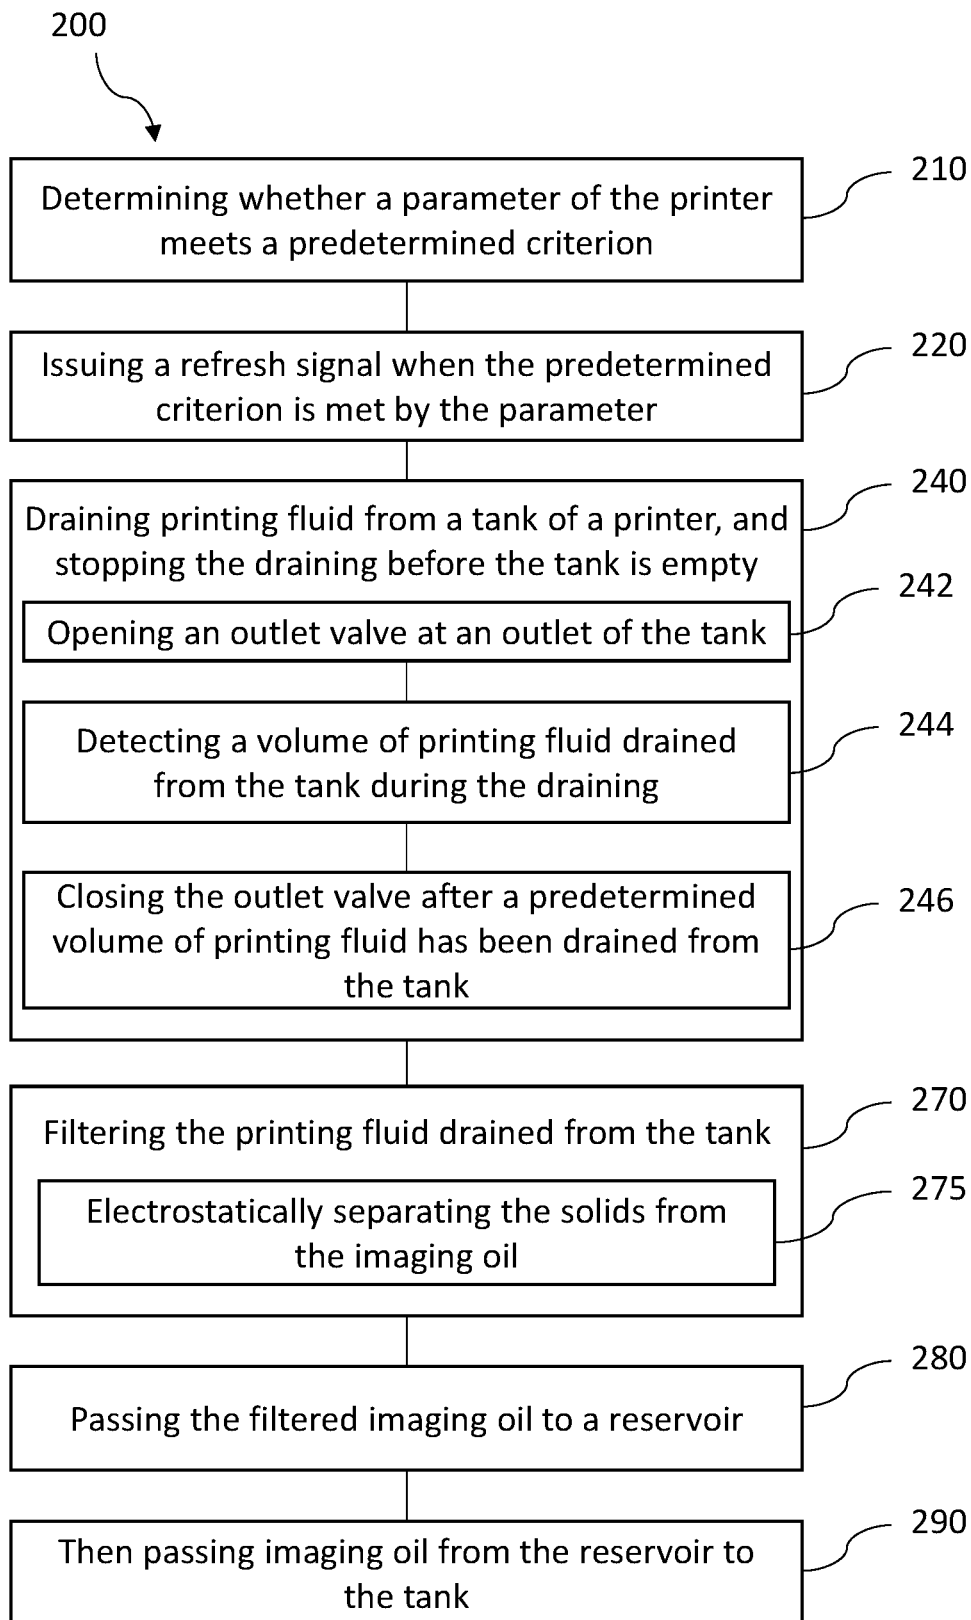 200
210
Determining whether a parameter of the printer
meets a predetermined criterion
220
Issuing a refresh signal when the predetermined
criterion is met by the parameter
240
Draining printing fluid from a tank of a printer, and
stopping the draining before the tank is empty
242
Opening an outlet valve at an outlet of the tank
244
Detecting a volume of printing fluid drained
from the tank during the draining
246
Closing the outlet valve after a predetermined
volume of printing fluid has been drained from
the tank
270
Filtering the printing fluid drained from the tank
275
Electrostatically separating the solids from
the imaging oil
280
Passing the filtered imaging oil to a reservoir
290
Then passing imaging oil from the reservoir to
the tank